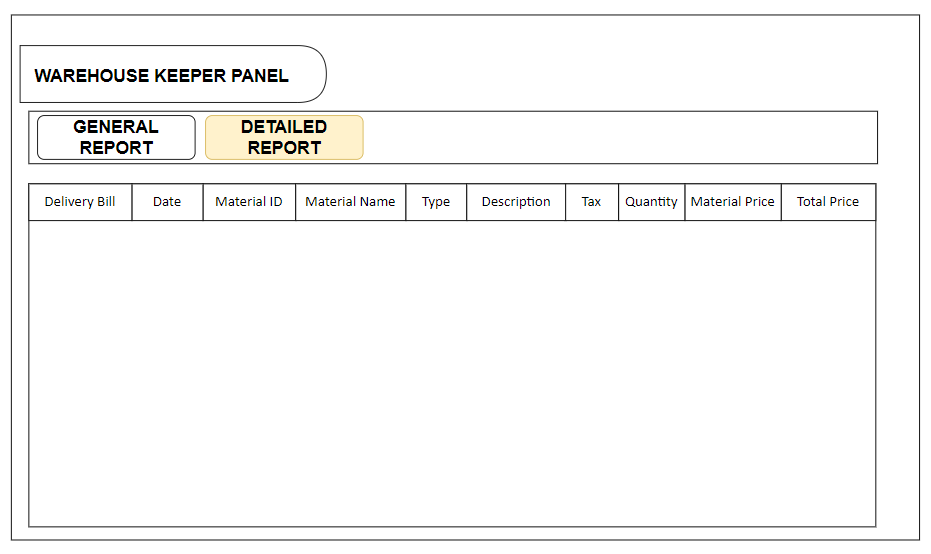 WAREHOUSE KEEPER PANEL
GENERAL
REPORT
DETAILED
REPORT
Delivery Bill Date Material ID Material Name Type Description Tax Quantity Material Price Total Price